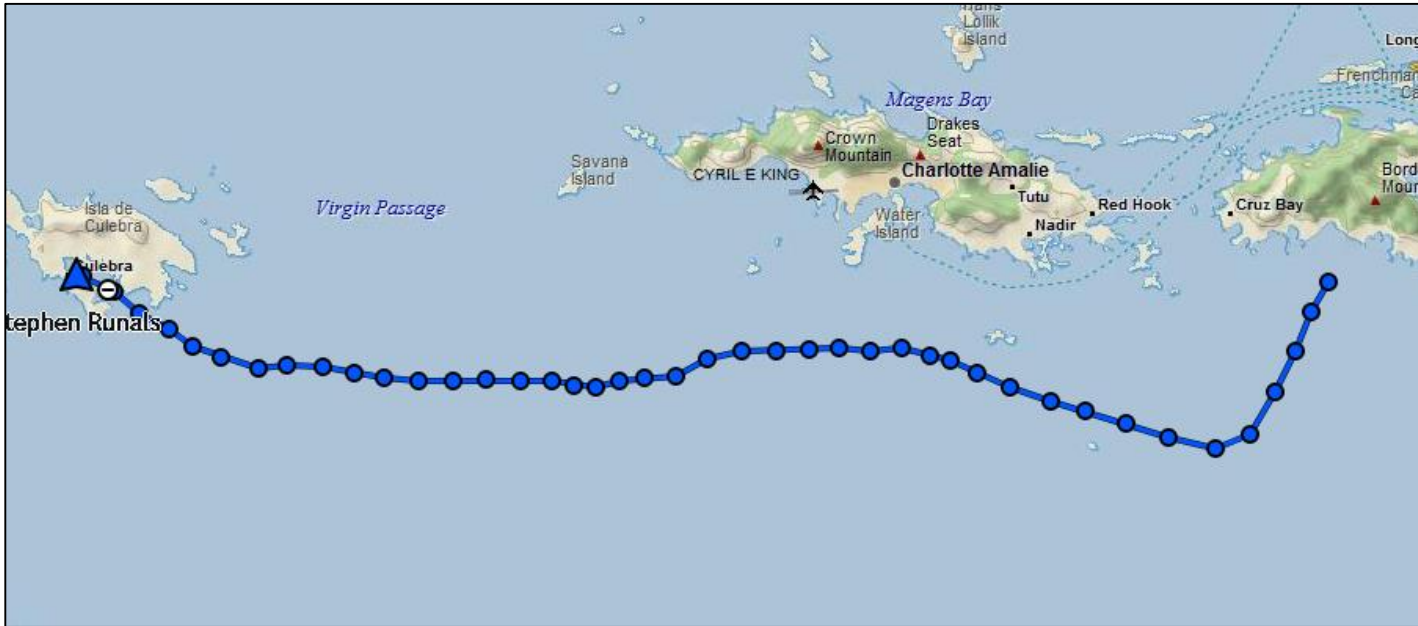 Lollik
Island
Long
Frenchman
Magens Bay
Drakes
Seat
Crown
Mountain
Savana
Island
CYRIL E KING
Charlotte Amalie
Tutu
Red Hook
Cruz Bay
Isla de
Culebra
Virgin Passage
Water
Island
Nadir
Culebra
tephen Runals